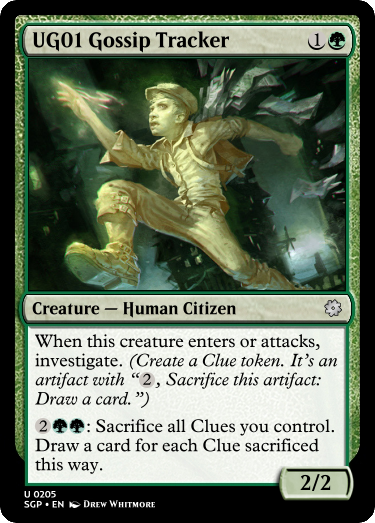 UG01 Gossip Tracker 1
Creature — Human Citizen
When this creature enters or attacks,
investigate. (Create a Clue token. It's an
artifact with “2, Sacrifice this artifact:
Draw a card.”)
2: Sacrifice all Clues you control.
Draw a card for each Clue sacrificed
this way.
2/2
U 0205
SGP • EN Drew Whitmore